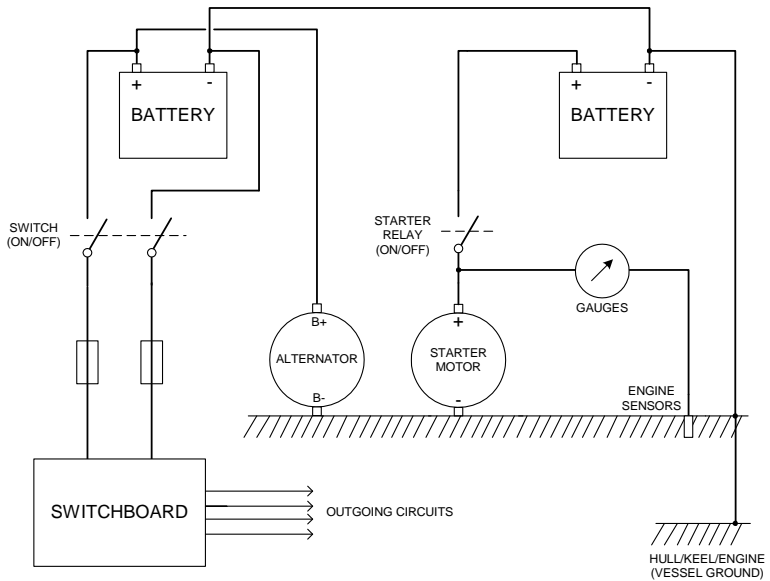 + -
BATTERY
+ -
BATTERY
SWITCH
(ON/OFF)
STARTER
RELAY
(ON/OFF)
GAUGES
B+
ALTERNATOR
B-
+
STARTER
MOTOR
-
ENGINE
SENSORS
SWITCHBOARD
OUTGOING CIRCUITS
HULL/KEEL/ENGINE
(VESSEL GROUND)